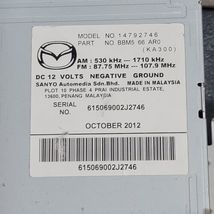 MODEL NO. 14792746
PART NO. BBM5 66 AR0
(KA300)
AM : 530 kHz --- 1710 kHz
FM : 87.75 MHz --- 107.9 MHz
DC 12 VOLTS NEGATIVE GROUND
SANYO Automedia Sdn.Bhd. MADE IN MALAYSIA
PLOT 10 PHASE 4 PRAI INDUSTRIAL ESTATE,
13600, PENANG MALAYSIA
SERIAL NO. 615069002J2746
OCTOBER 2012
615069002J2746